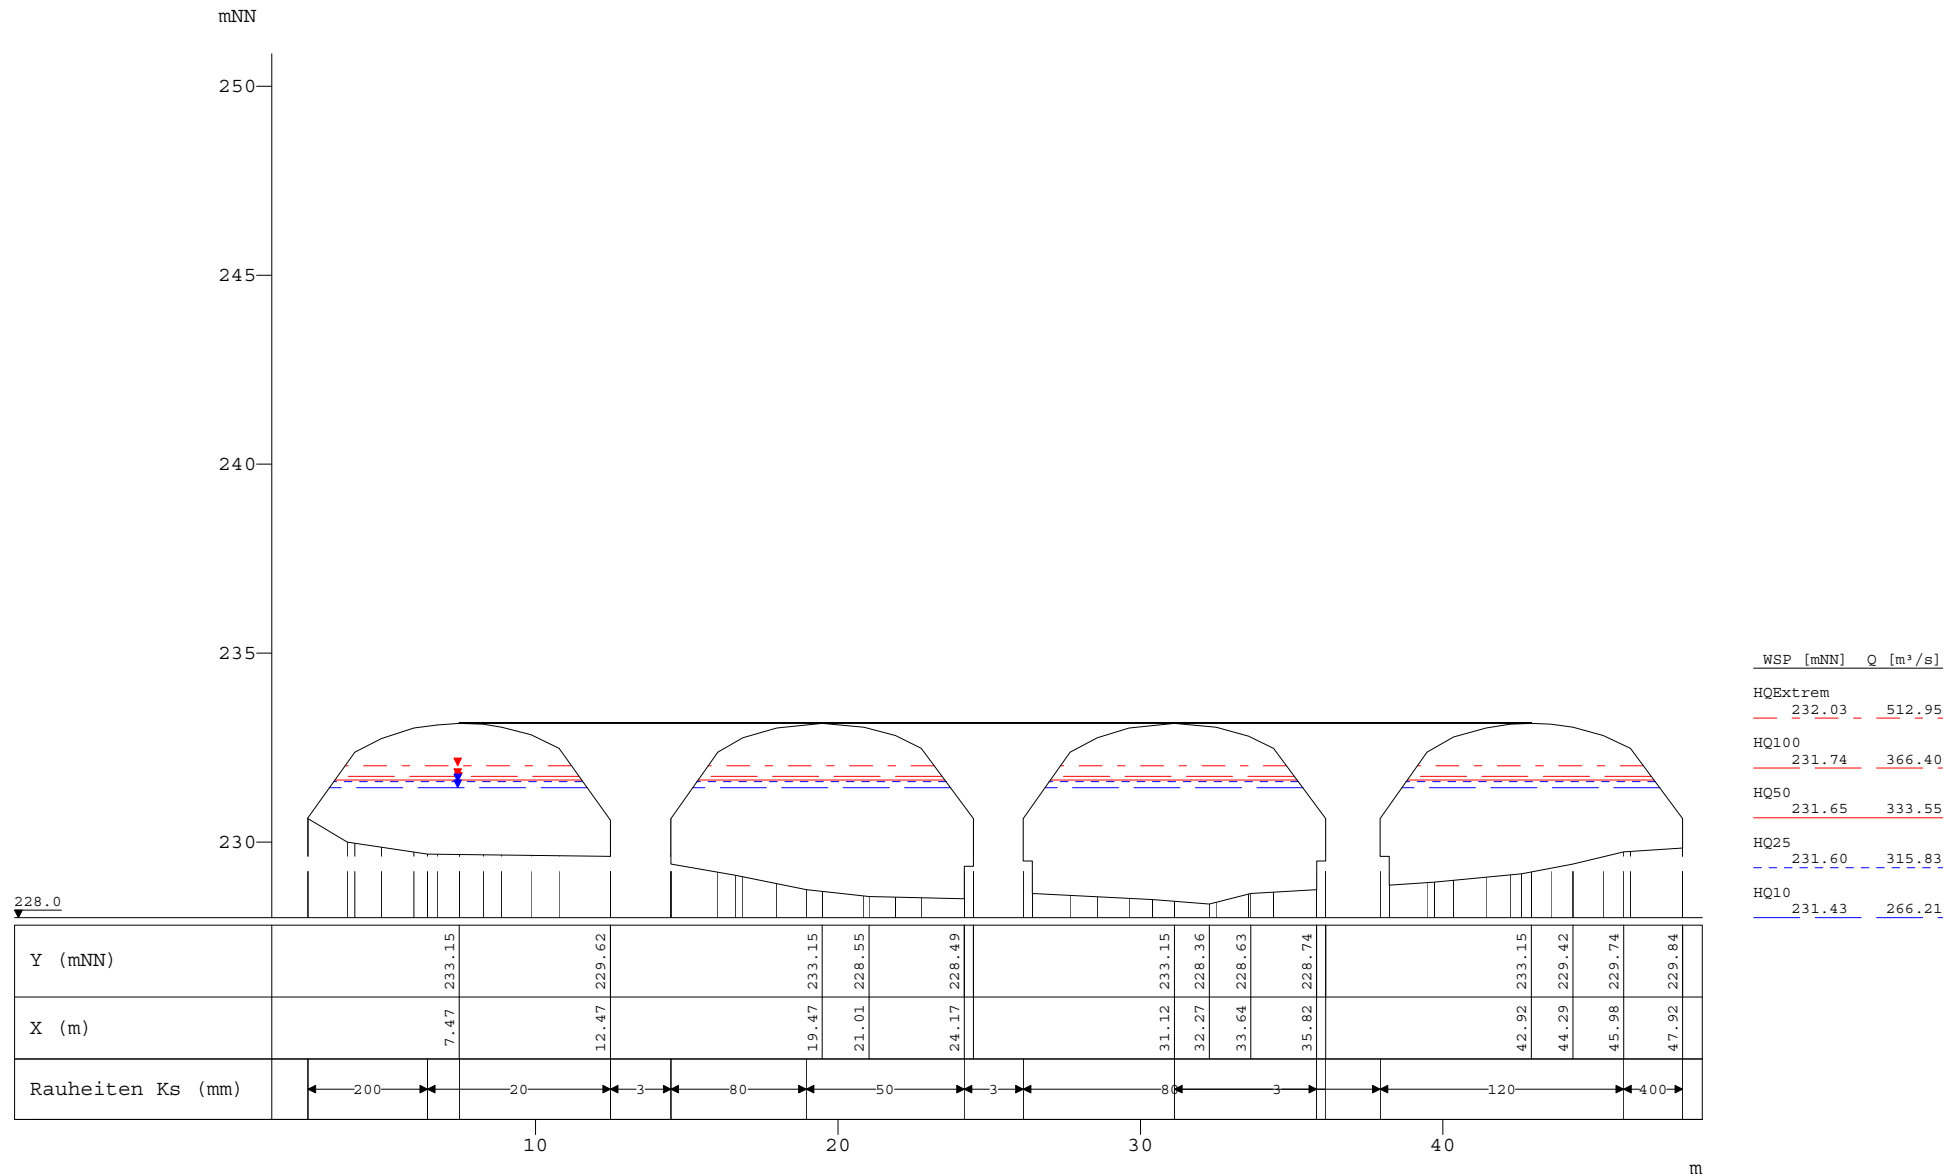 mNN
250
245
240
235
230
WSP [mNN] Q [m³/s]
HQExtrem
232.03 512.95
HQ100
231.74 366.40
HQ50
231.65 333.55
HQ25
231.60 315.83
HQ10
231.43 266.21
228.0
Y (mNN) 233.15 229.62 233.15 228.55 228.49 233.15 228.36 228.63 228.74 233.15 229.42 229.74 229.84
X (m) 7.47 12.47 19.47 21.01 24.17 31.12 32.27 33.64 35.82 42.92 44.29 45.98 47.92
Rauheiten Ks (mm) 200 20 3 80 50 3 80 3 120 400
10 20 30 40
m